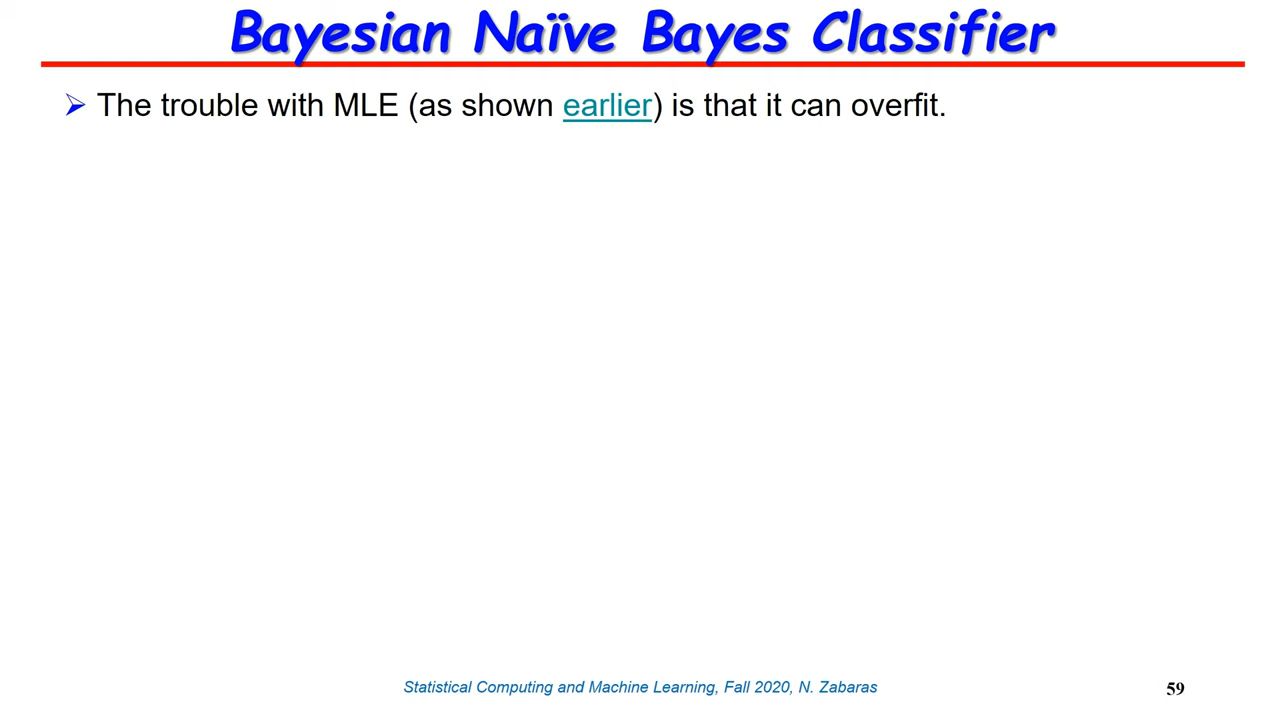 Bayesian Naïve Bayes Classifier
➢ The trouble with MLE (as shown earlier) is that it can overfit.
Statistical Computing and Machine Learning, Fall 2020, N. Zabaras
59